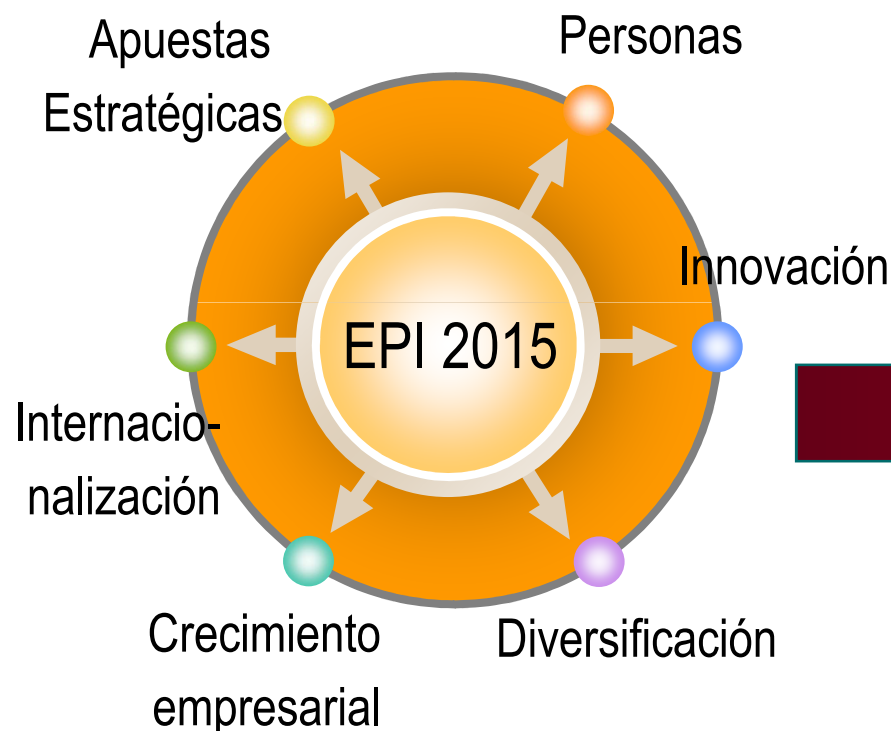 Apuestas
Estratégicas
Personas
Innovación
EPI 2015
Internacio-
nalización
Crecimiento
empresarial
Diversificación